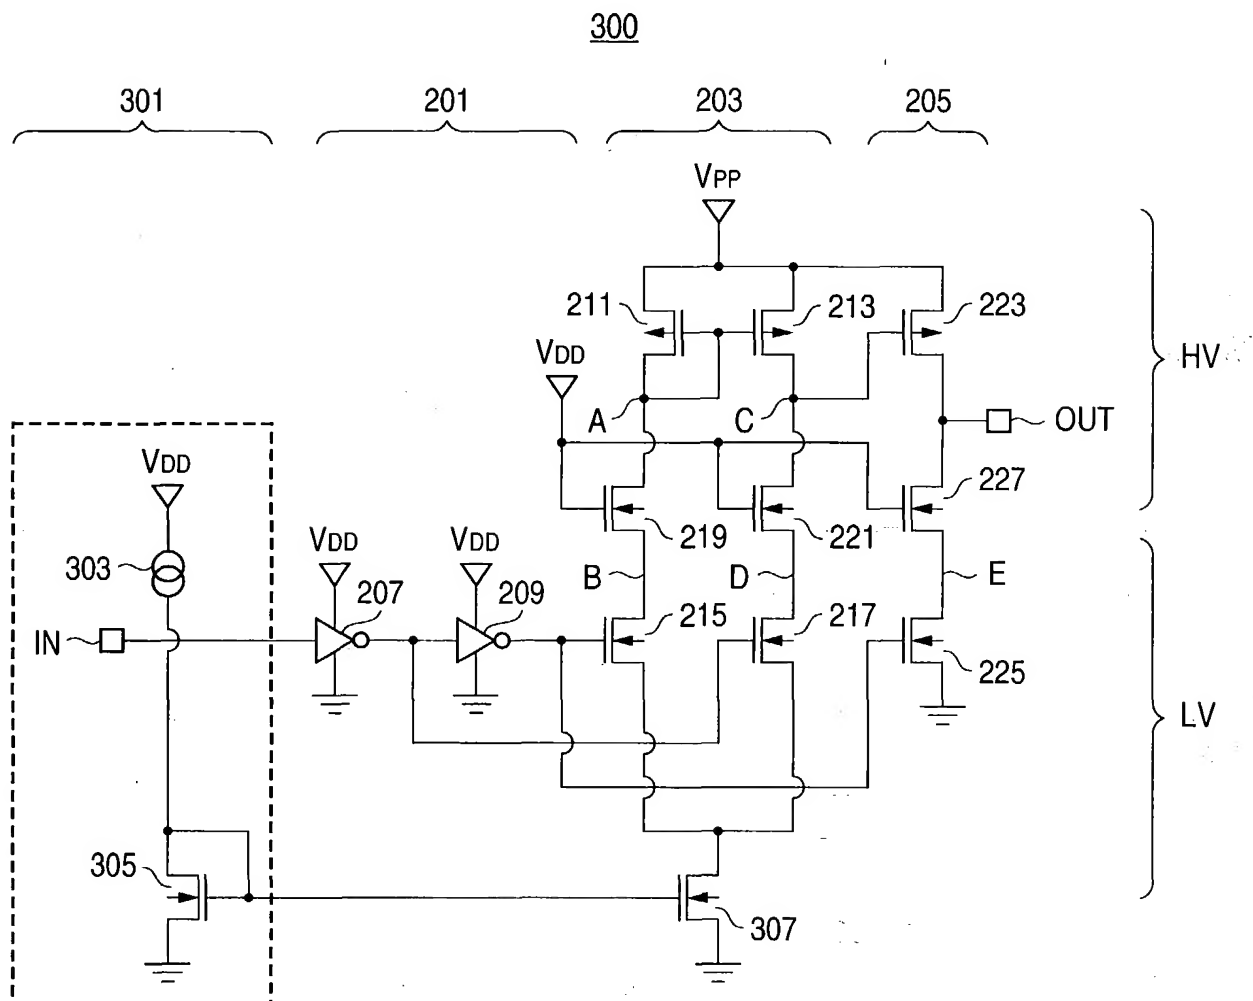 300
301 201 203 205
VPP
211 213 223
VDD HV
A C OUT
VDD
227
303 VDD VDD 219 221
B D E
207 209
IN 215 217
225
LV
305
307